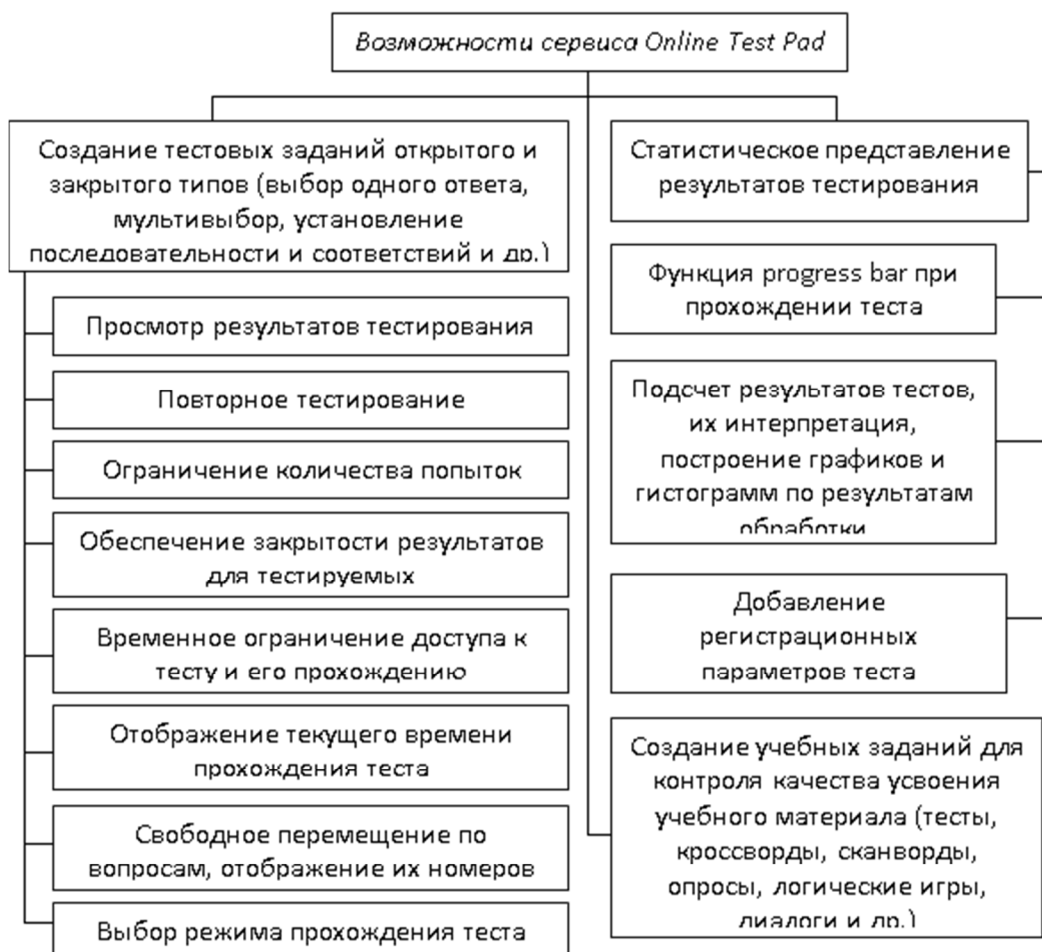 Возможности сервиса Online Test Pad
Создание тестовых заданий открытого и
закрытого типов (выбор одного ответа,
мультивыбор, установление
последовательности и соответствий и др.)
Просмотр результатов тестирования
Повторное тестирование
Ограничение количества попыток
Обеспечение закрытости результатов
для тестируемых
Временное ограничение доступа к
тесту и его прохождению
Отображение текущего времени
прохождения теста
Свободное перемещение по
вопросам, отображение их номеров
Выбор режима прохождения теста
Статистическое представление
результатов тестирования
Функция progress bar при
прохождении теста
Подсчет результатов тестов,
их интерпретация,
построение графиков и
гистограмм по результатам
обработки
Добавление
регистрационных
параметров теста
Создание учебных заданий для
контроля качества усвоения
учебного материала (тесты,
кроссворды, сканворды,
опросы, логические игры,
диалоги и др.)